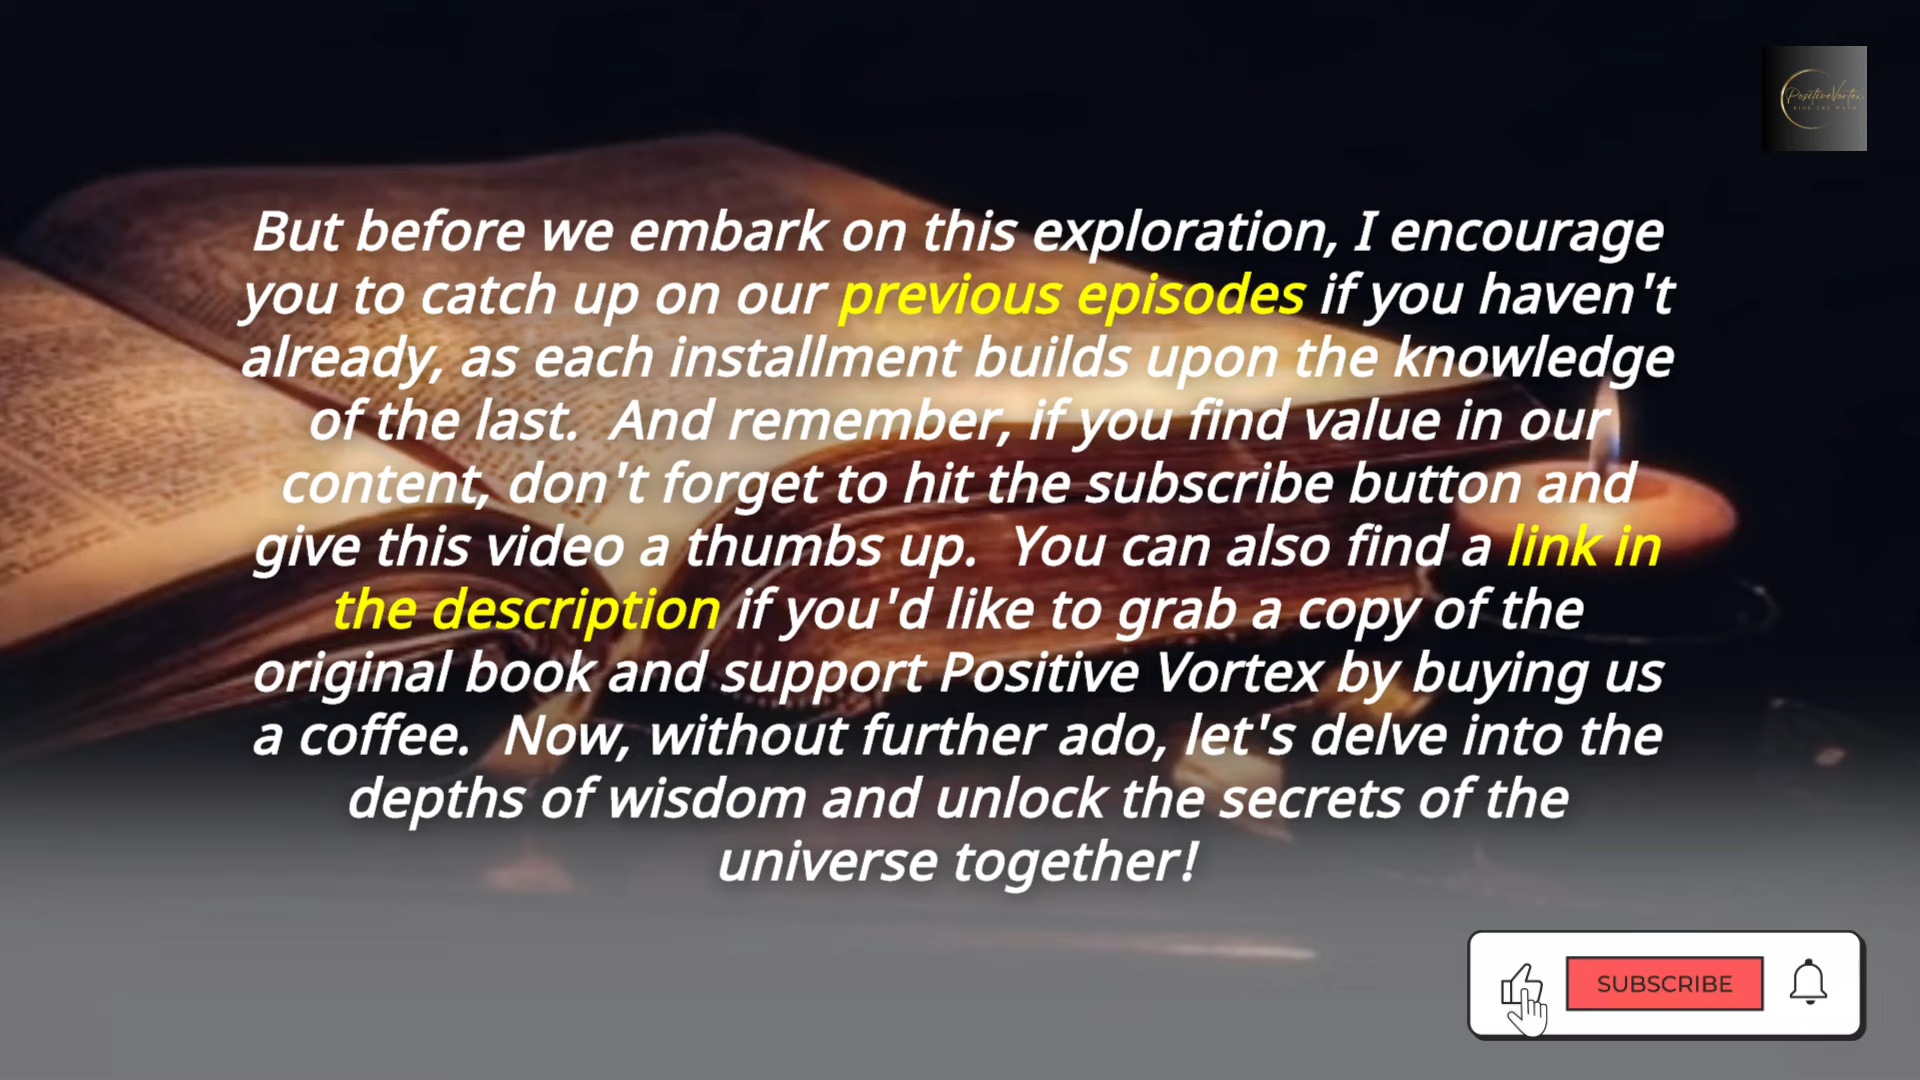 PositiveVortex
But before we embark on this exploration, I encourage
you to catch up on our previous episodes if you haven't
already, as each installment builds upon the knowledge
of the last.  And remember, if you find value in our
content, don't forget to hit the subscribe button and
give this video a thumbs up.  You can also find a link in
the description if you'd like to grab a copy of the
original book and support Positive Vortex by buying us
a coffee.  Now, without further ado, let's delve into the
depths of wisdom and unlock the secrets of the
universe together!
SUBSCRIBE